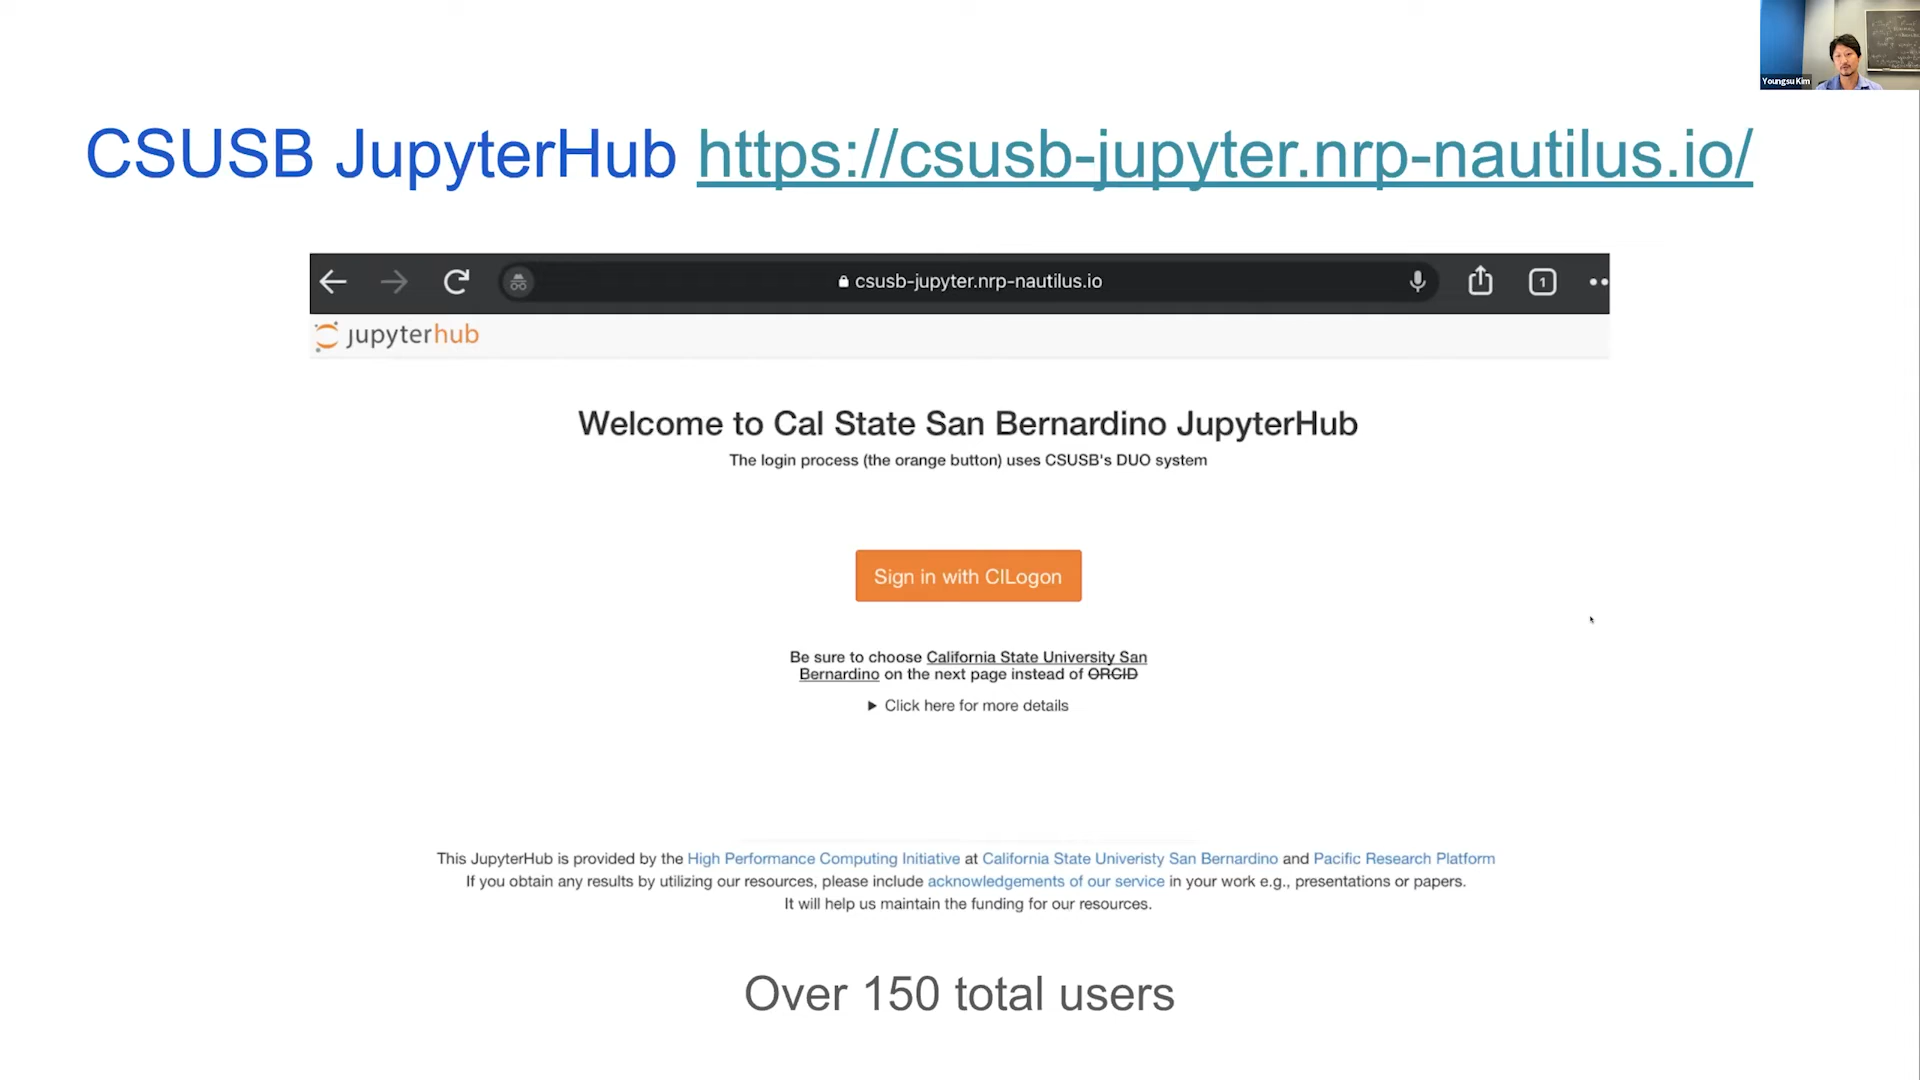 Youngsu Kim
CSUSB JupyterHub https://csusb-jupyter.nrp-nautilus.io/
csusb-jupyter.nrp-nautilus.io
1
jupyterhub
Welcome to Cal State San Bernardino JupyterHub
The login process (the orange button) uses CSUSB's DUO system
Sign in with CILogon
Be sure to choose California State University San
Bernardino on the next page instead of ORCID
Click here for more details
This JupyterHub is provided by the High Performance Computing Initiative at California State Univeristy San Bernardino and Pacific Research Platform
If you obtain any results by utilizing our resources, please include acknowledgements of our service in your work e.g., presentations or papers.
It will help us maintain the funding for our resources.
Over 150 total users